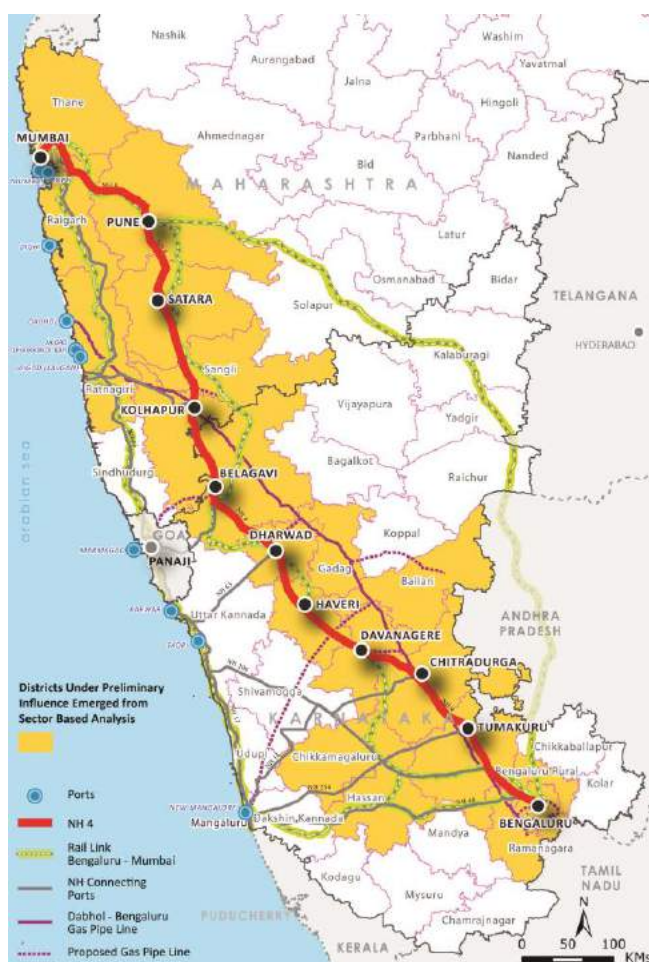 Nashik
Washim
Yavatmal
Aurangabad
Jalna
Hingoli
Thane
Parbhani
Ahmednagar
Nanded
MUMBAI
Bid
MAHARASHTRA
Raigarh
PUNE
Latur
Osmanabad
Bidar
SATARA
Solapur
TELANGANA
HYDERABAD
Sangli
Kalaburagi
Ratnagiri
KOLHAPUR
Vijayapura
Yadgir
Sindhudurg
Bagalkot
BELAGAVI
Raichur
arabian sea
GOA
DHARWAD
Koppal
PANAJI
Gadag
Ballari
Uttar Kannada
HAVERI
ANDHRA
PRADESH
DAVANAGERE
CHITRADURGA
Districts Under Preliminary
Influence Emerged from
Sector Based Analysis
Shivamogga
KARNATAKA
TUMAKURU
Chikkaballapur
Udupi
Chikkamagaluru
Bengaluru Rural
Kolar
Ports
Hassan
NEW MANGALORE
Mangaluru
Dakshin Kannada
BENGALURU
NH 4
Mandya
Ramanagara
Rail Link
Bengaluru - Mumbai
TAMIL
NADU
Kodagu
NH Connecting
Ports
Mysuru
N
PUDUCHERRY
Chamrajnagar
Dabhol - Bengaluru
Gas Pipe Line
Proposed Gas Pipe Line
KERALA
0 50 100
KMs